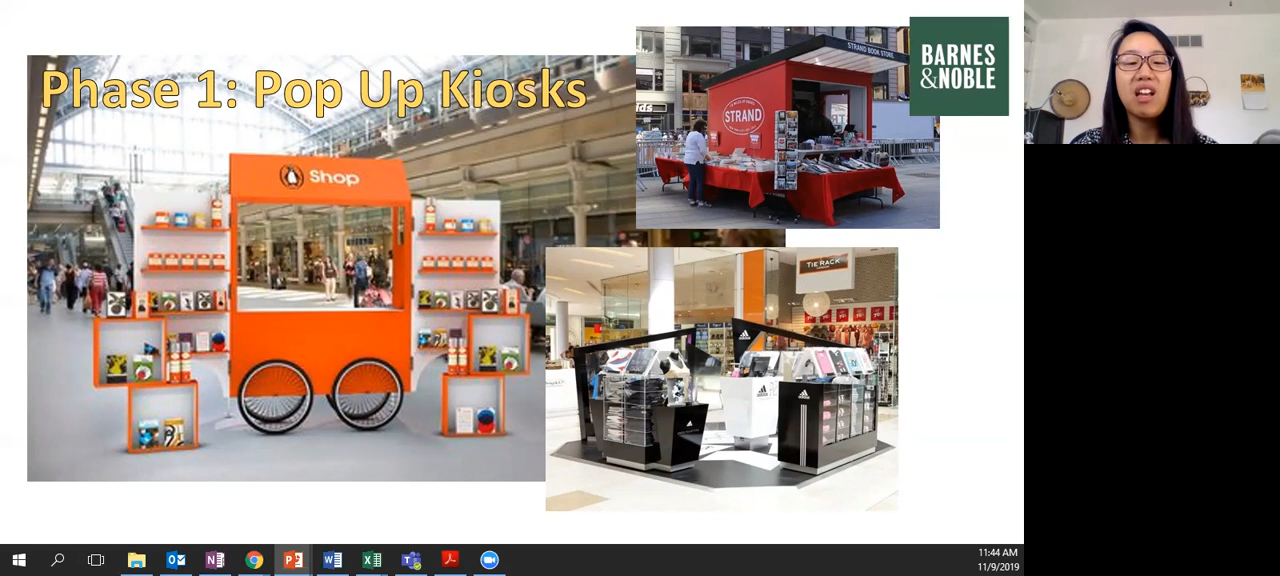 Phase 1: Pop Up Kiosks
Shop
STRAND BOOK STORE
STRAND
BARNES
&NOBLE
TIE RACK
adidas
11:44 AM
11/9/2019